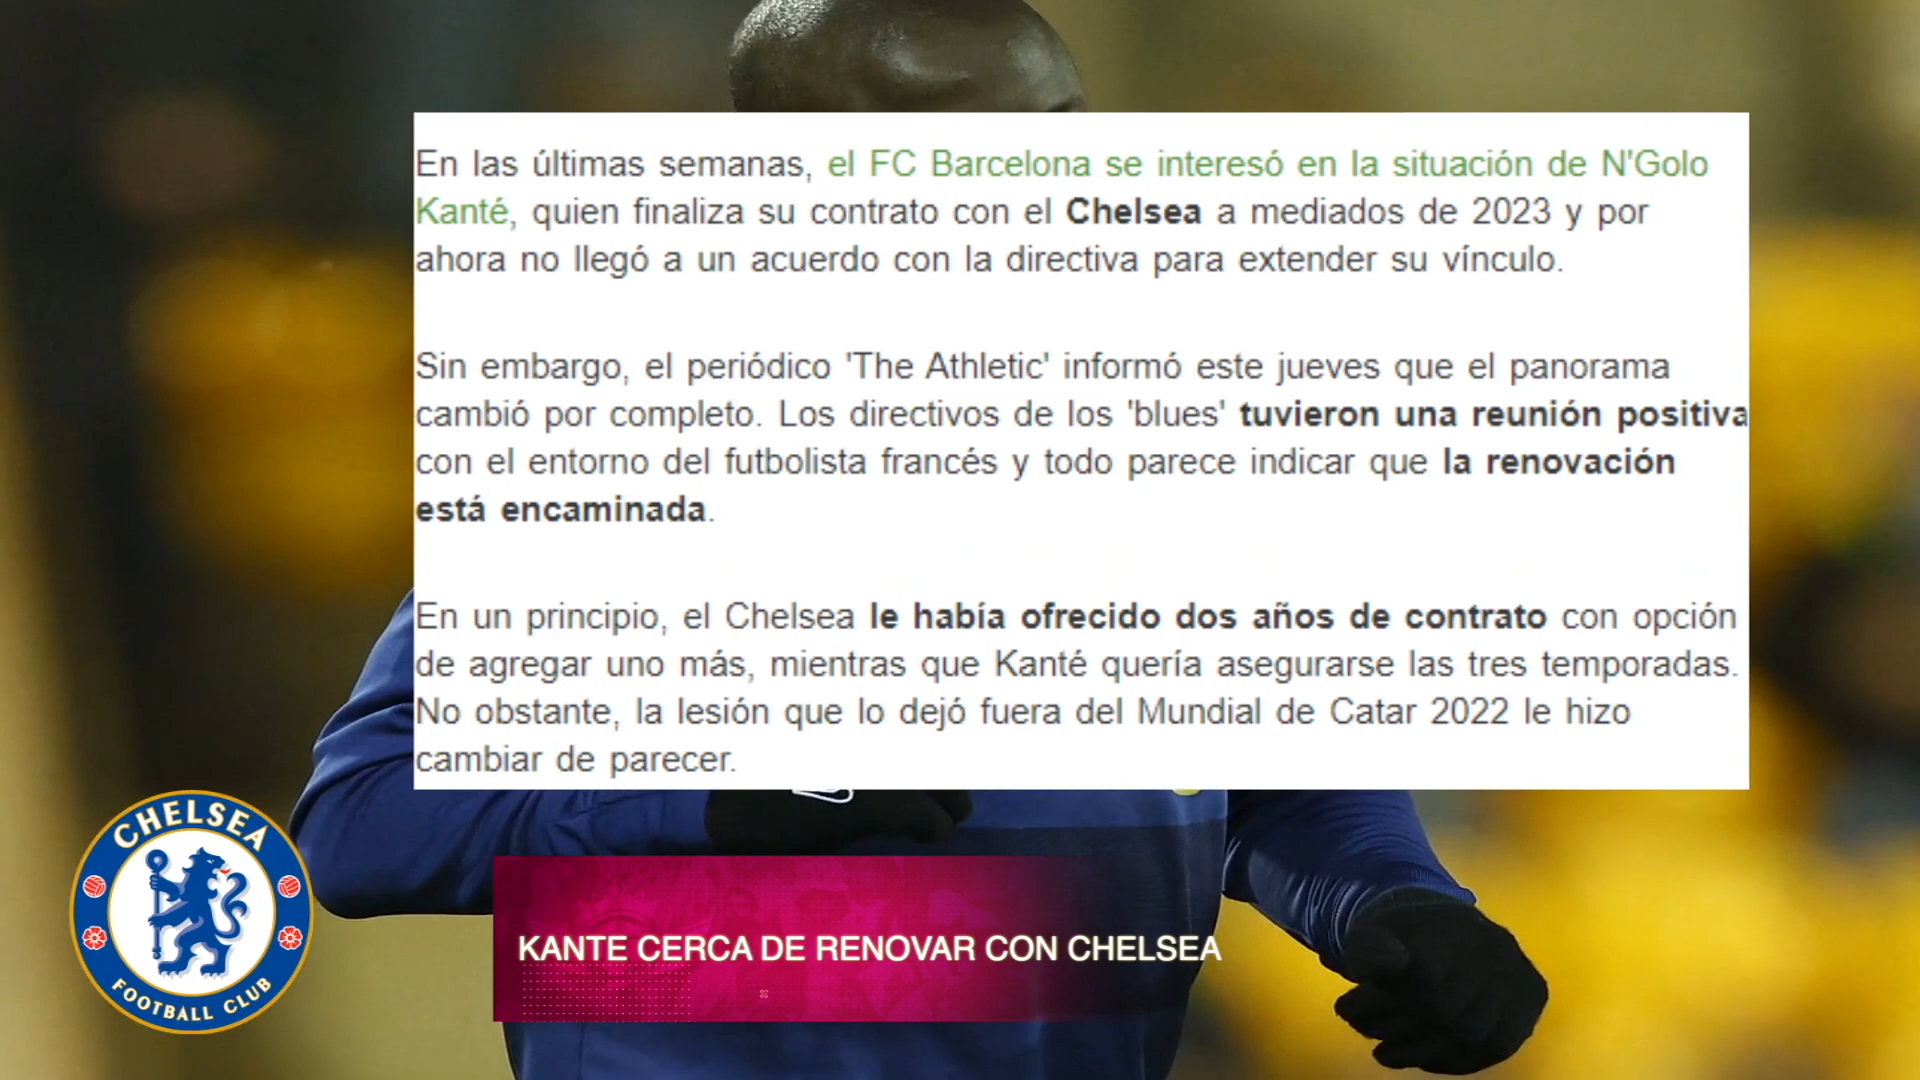 En las últimas semanas, el FC Barcelona se interesó en la situación de N'Golo
Kanté, quien finaliza su contrato con el Chelsea a mediados de 2023 y por
ahora no llegó a un acuerdo con la directiva para extender su vínculo.
Sin embargo, el periódico 'The Athletic' informó este jueves que el panorama
cambió por completo. Los directivos de los 'blues' tuvieron una reunión positiva
con el entorno del futbolista francés y todo parece indicar que la renovación
está encaminada.
En un principio, el Chelsea le había ofrecido dos años de contrato con opción
de agregar uno más, mientras que Kanté quería asegurarse las tres temporadas.
No obstante, la lesión que lo dejó fuera del Mundial de Catar 2022 le hizo
cambiar de parecer.
CHELSEA
FOOTBALL CLUB
KANTE CERCA DE RENOVAR CON CHELSEA